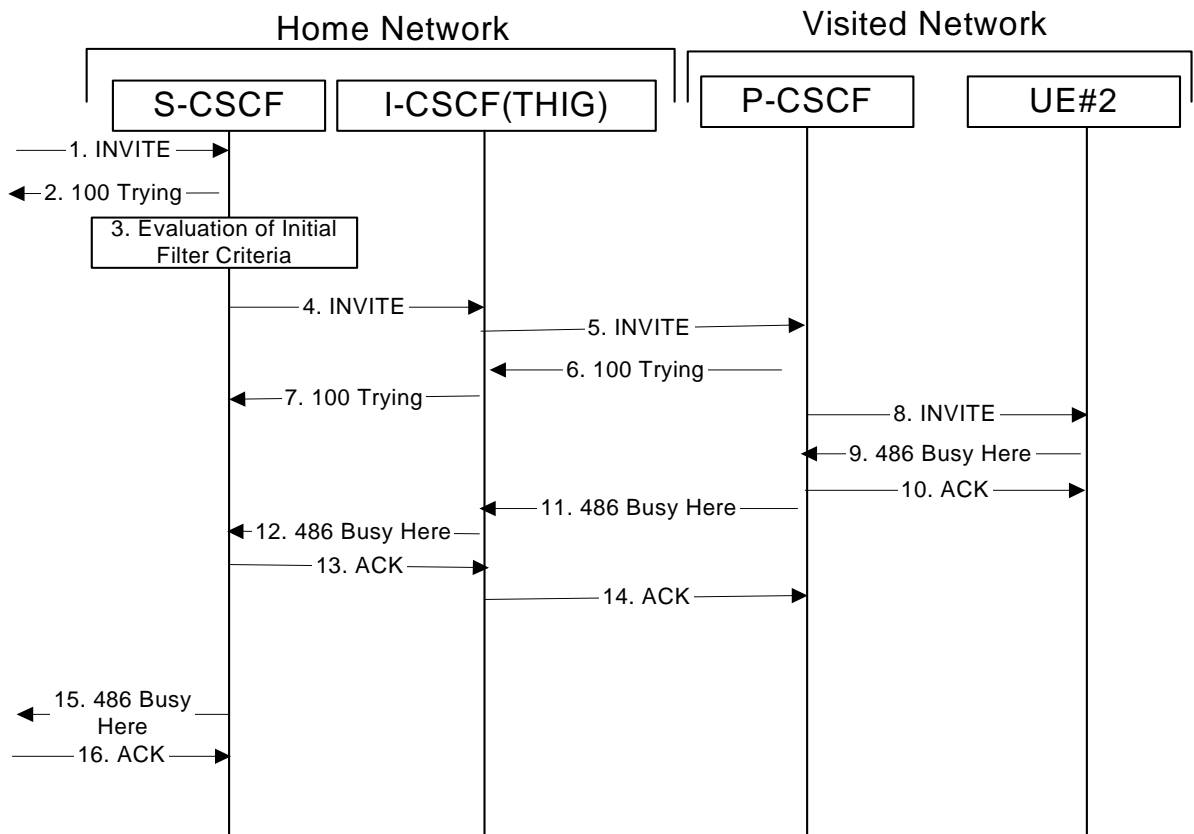 Home Network
Visited Network
S-CSCF
I-CSCF(THIG)
P-CSCF
UE#2
1. INVITE
2. 100 Trying
3. Evaluation of Initial
Filter Criteria
4. INVITE
5. INVITE
6. 100 Trying
7. 100 Trying
8. INVITE
9. 486 Busy Here
10. ACK
11. 486 Busy Here
12. 486 Busy Here
13. ACK
14. ACK
15. 486 Busy
Here
16. ACK